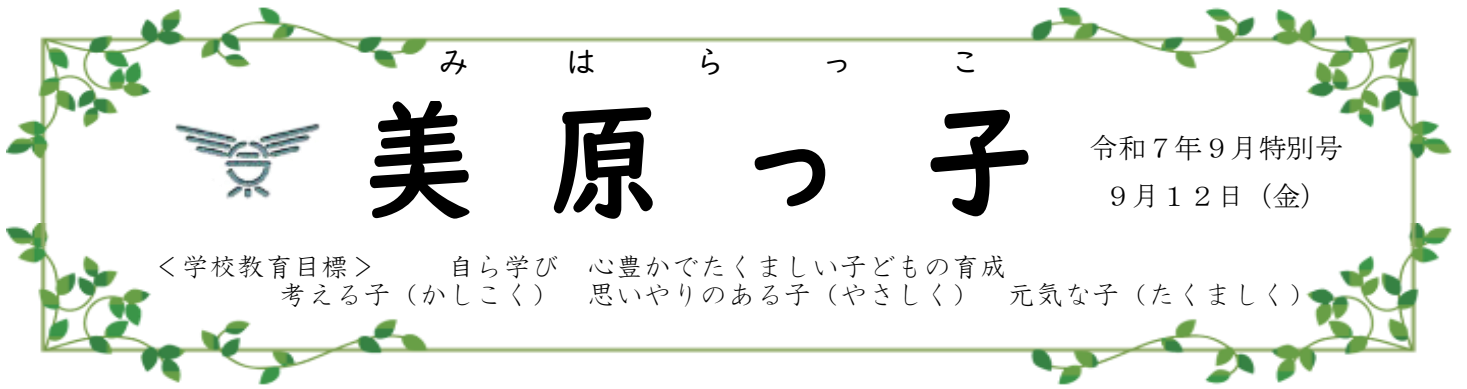 みはらっこ
美原っ子
令和７年９月特別号
９月１２日（金）
＜学校教育目標＞　　自ら学び　心豊かでたくましい子どもの育成
考える子（かしこく）　思いやりのある子（やさしく）　元気な子（たくましく）